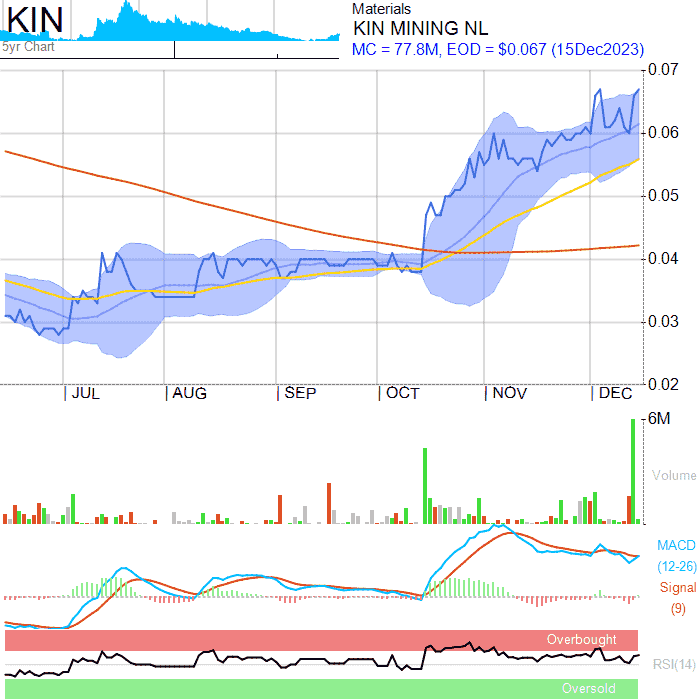 KIN
5yr Chart
Materials
KIN MINING NL
MC = 77.8M, EOD = $0.067 (15Dec2023)
0.07
0.06
0.05
0.04
0.03
0.02
JUL AUG SEP OCT NOV DEC
6M
Volume
MACD
(12-26)
Signal
(9)
Overbought
RSI(14)
Oversold